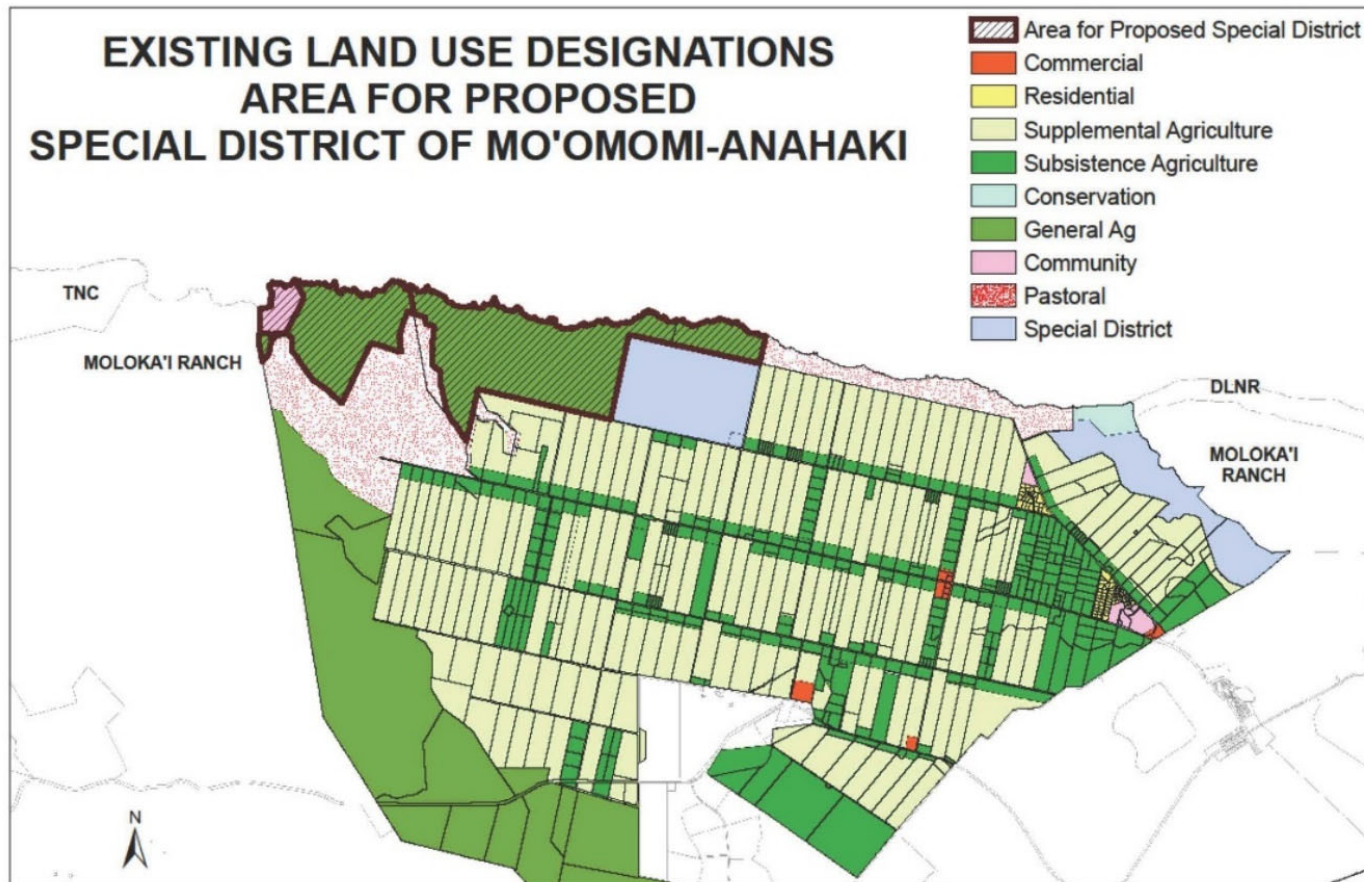 EXISTING LAND USE DESIGNATIONS
AREA FOR PROPOSED
SPECIAL DISTRICT OF MO'OMOMI-ANAHAKI
Area for Proposed Special District
Commercial
Residential
Supplemental Agriculture
Subsistence Agriculture
Conservation
General Ag
Community
Pastoral
Special District
TNC
MOLOKA'I RANCH
DLNR
MOLOKA'I
RANCH
N